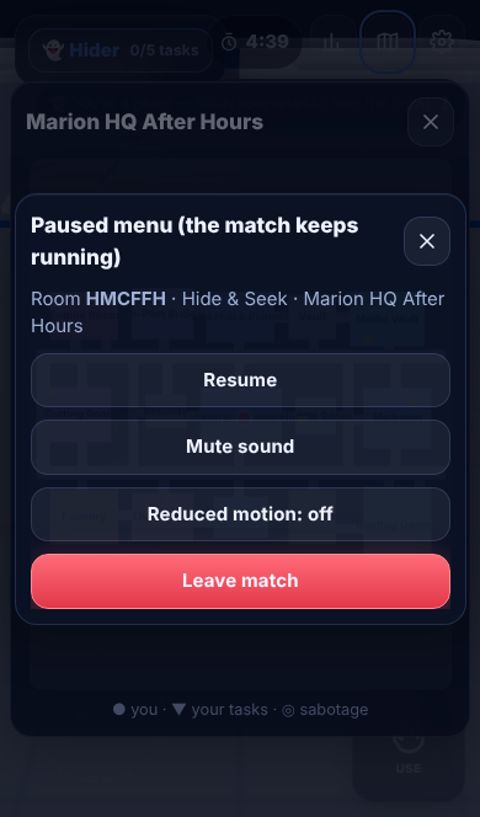 👻 Hider 0/5 tasks
4:39
Marion HQ After Hours
Paused menu (the match keeps
running)
Room HMCFFH · Hide & Seek · Marion HQ After
Hours
Resume
Mute sound
Reduced motion: off
Leave match
● you · ▼ your tasks · ◎ sabotage
USE